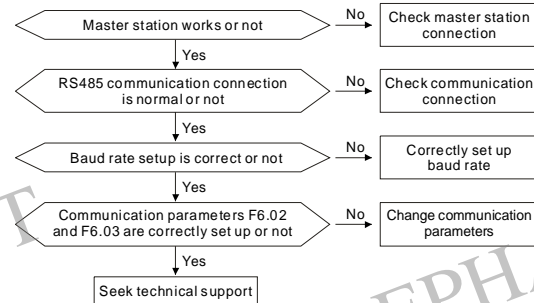 Master station works or not
No
Check master station
connection
Yes
RS485 communication connection
is normal or not
No
Check communication
connection
Yes
Baud rate setup is correct or not
No
Correctly set up
baud rate
Yes
Communication parameters F6.02
and F6.03 are correctly set up or not
No
Change communication
parameters
Yes
Seek technical support